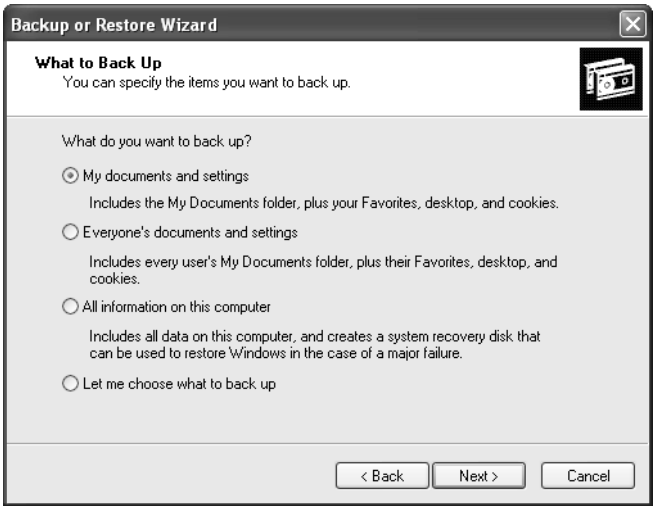 Backup or Restore Wizard
What to Back Up
You can specify the items you want to back up.
What do you want to back up?
My documents and settings
Includes the My Documents folder, plus your Favorites, desktop, and cookies.
Everyone's documents and settings
Includes every user's My Documents folder, plus their Favorites, desktop, and
cookies.
All information on this computer
Includes all data on this computer, and creates a system recovery disk that
can be used to restore Windows in the case of a major failure.
Let me choose what to back up
< Back Next > Cancel